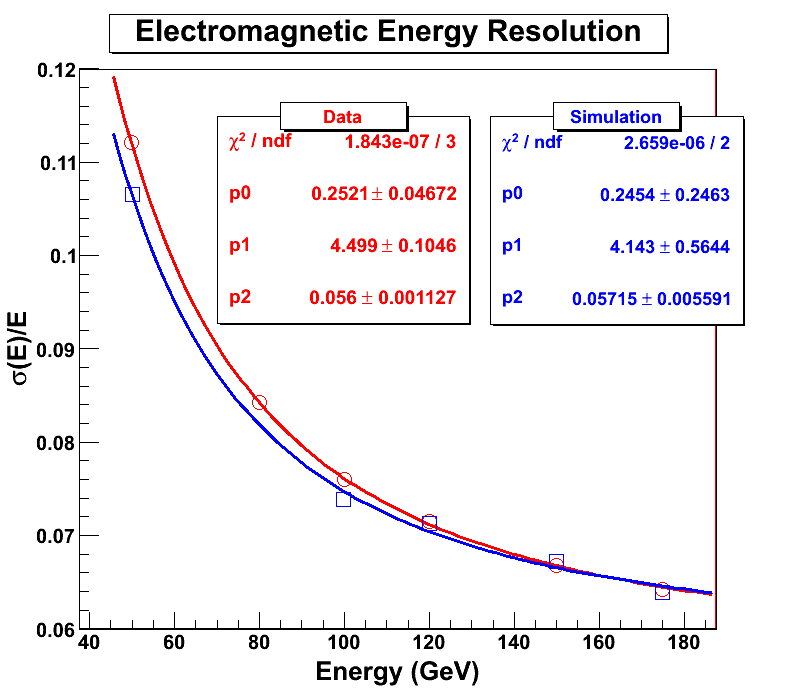 Electromagnetic Energy Resolution
σ(E)/E
0.12
0.11
0.1
0.09
0.08
0.07
0.06
Data
χ² / ndf 1.843e-07 / 3
p0 0.2521 ± 0.04672
p1 4.499 ± 0.1046
p2 0.056 ± 0.001127
Simulation
χ² / ndf 2.659e-06 / 2
p0 0.2454 ± 0.2463
p1 4.143 ± 0.5644
p2 0.05715 ± 0.005591
40 60 80 100 120 140 160 180
Energy (GeV)